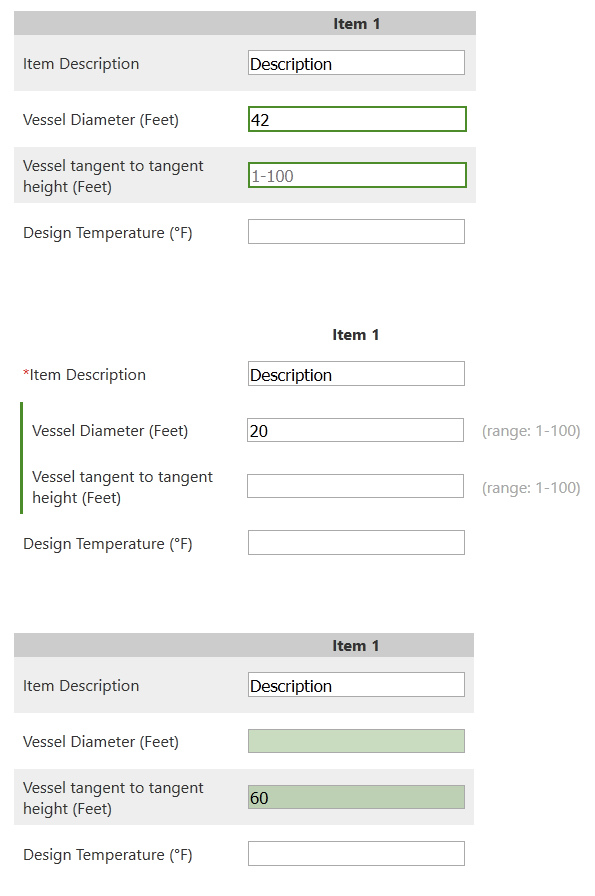 Item 1
Item Description Description
Vessel Diameter (Feet) 42
Vessel tangent to tangent
height (Feet) 1-100
Design Temperature (°F)
Item 1
*Item Description Description
Vessel Diameter (Feet) 20 (range: 1-100)
Vessel tangent to tangent
height (Feet) (range: 1-100)
Design Temperature (°F)
Item 1
Item Description Description
Vessel Diameter (Feet)
Vessel tangent to tangent
height (Feet) 60
Design Temperature (°F)